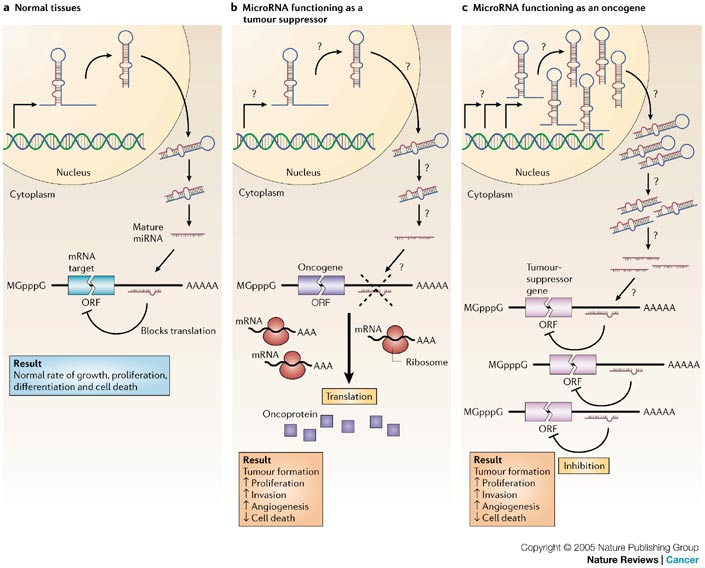 a Normal tissues
Nucleus
Cytoplasm
Mature
miRNA
mRNA
target
MGpppG
AAAAA
ORF
Blocks translation
Result
Normal rate of growth, proliferation,
differentiation and cell death
b MicroRNA functioning as a
tumour suppressor
?
?
?
Nucleus
Cytoplasm
?
?
?
Oncogene
MGpppG
AAAAA
ORF
mRNA
AAA
mRNA
AAA
mRNA
AAA
Ribosome
Translation
Oncoprotein
Result
Tumour formation
↑ Proliferation
↑ Invasion
↑ Angiogenesis
↓ Cell death
c MicroRNA functioning as an oncogene
?
?
?
?
Nucleus
Cytoplasm
?
?
?
Tumour-
suppressor
gene
MGpppG
AAAAA
ORF
MGpppG
AAAAA
ORF
MGpppG
AAAAA
ORF
Inhibition
Result
Tumour formation
↑ Proliferation
↑ Invasion
↑ Angiogenesis
↓ Cell death
Copyright © 2005 Nature Publishing Group
Nature Reviews | Cancer